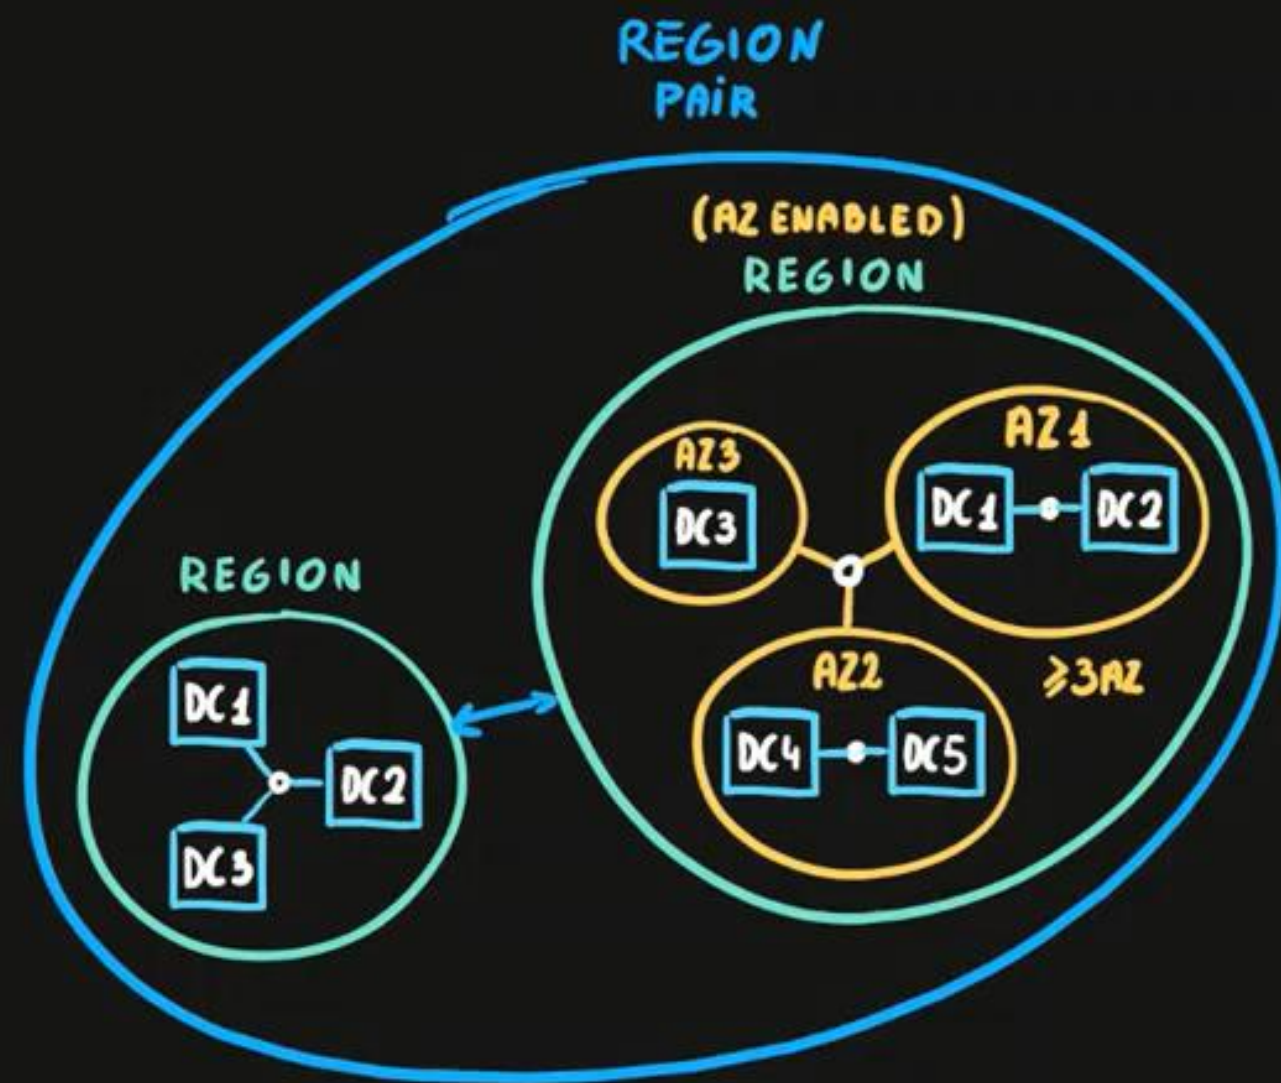 REGION
PAIR
(AZ ENABLED)
REGION
AZ3
DC3
AZ1
DC1
DC2
REGION
DC1
DC2
DC3
AZ2
DC4
DC5
≥3AZ